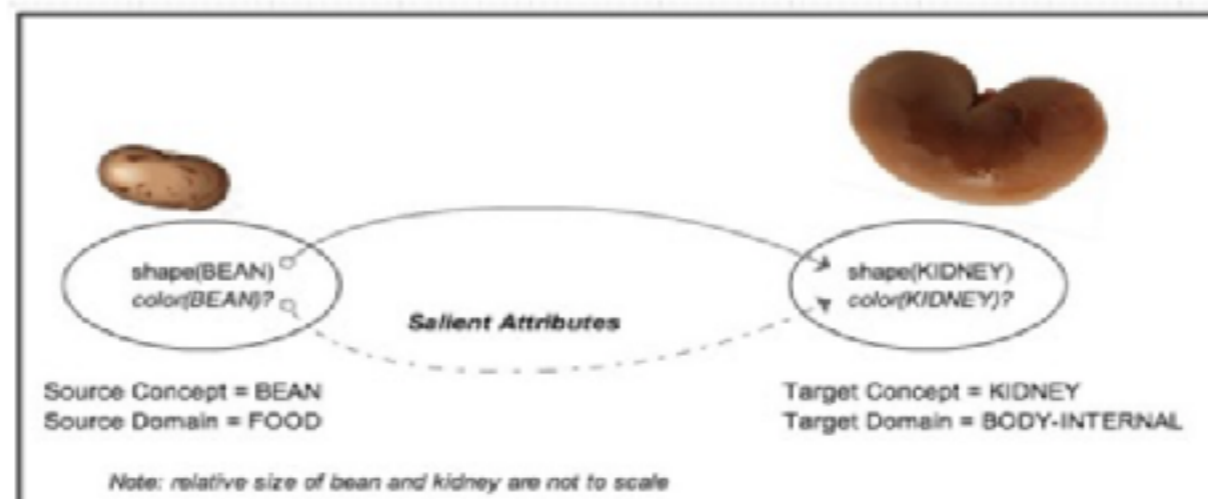 shape(BEAN)
color(BEAN)?
shape(KIDNEY)
color(KIDNEY)?
Salient Attributes
Source Concept = BEAN
Source Domain = FOOD
Target Concept = KIDNEY
Target Domain = BODY-INTERNAL
Note: relative size of bean and kidney are not to scale